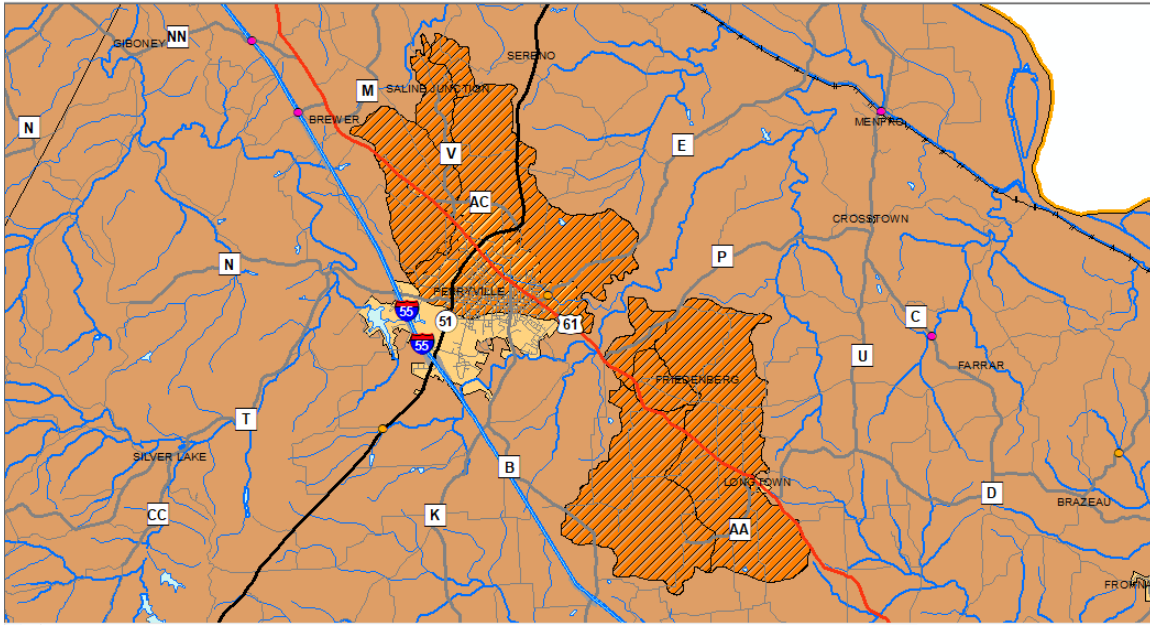 GIBONEY
NN
SERENO
M
SALINE JUNCTION
BREWER
MENFRO
N
E
V
AC
CROSSTOWN
N
P
PERRYVILLE
55
51
61
C
55
U
FARRAR
FRIEDENBERG
T
SILVER LAKE
B
LONGTOWN
D
BRAZEAU
CC
K
AA